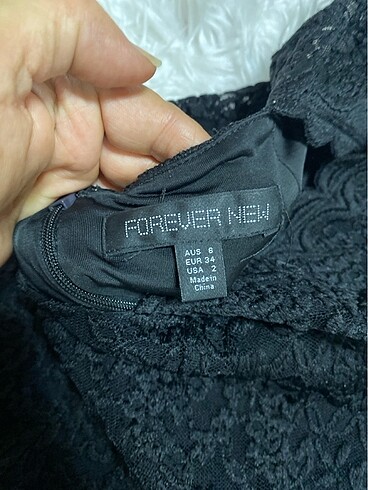 FOREVER NEW
AUS 6
EUR 34
USA 2
Made in
China